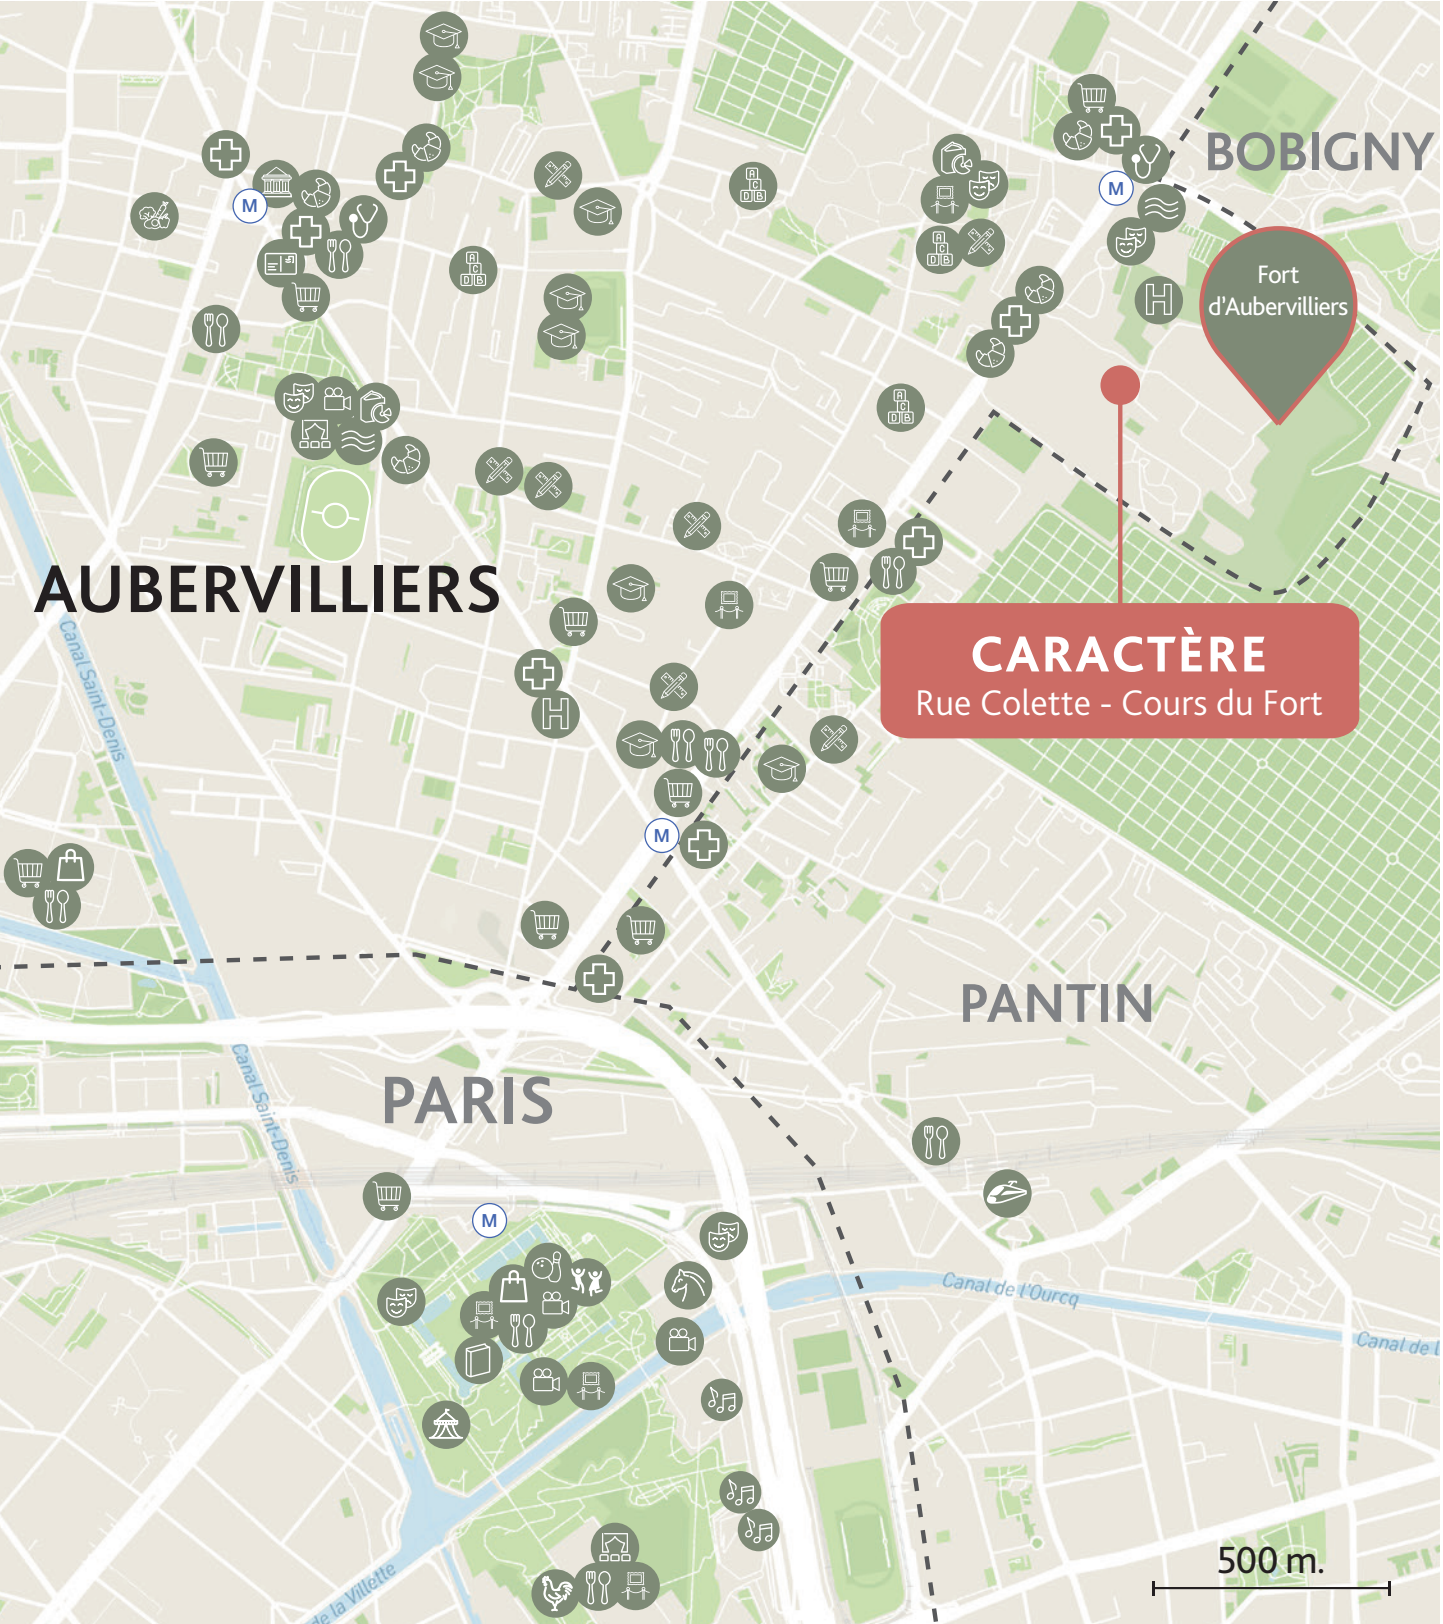 BOBIGNY
M
M
Fort
d'Aubervilliers
AUBERVILLIERS
CARACTÈRE
Rue Colette - Cours du Fort
Canal Saint-Denis
M
PANTIN
PARIS
Canal Saint-Denis
M
Canal de l'Ourcq
Canal de l
500 m.
de la Villette